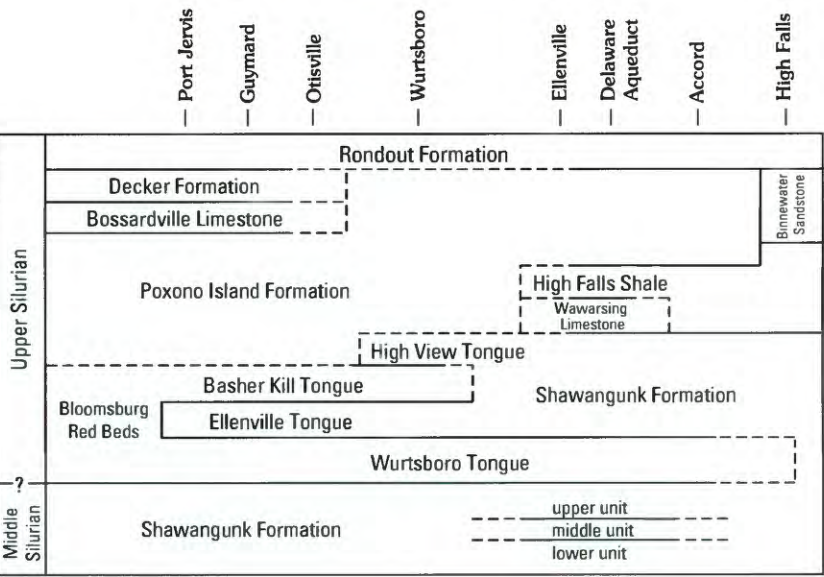 Port Jervis
Guymard
Otisville
Wurtsboro
Ellenville
Delaware
Aqueduct
Accord
High Falls
Upper Silurian
?
Middle
Silurian
Rondout Formation
Decker Formation
Bossardville Limestone
Binnewater
Sandstone
Poxono Island Formation
High Falls Shale
Wawarsing
Limestone
High View Tongue
Basher Kill Tongue
Shawangunk Formation
Bloomsburg
Red Beds
Ellenville Tongue
Wurtsboro Tongue
Shawangunk Formation
upper unit
middle unit
lower unit